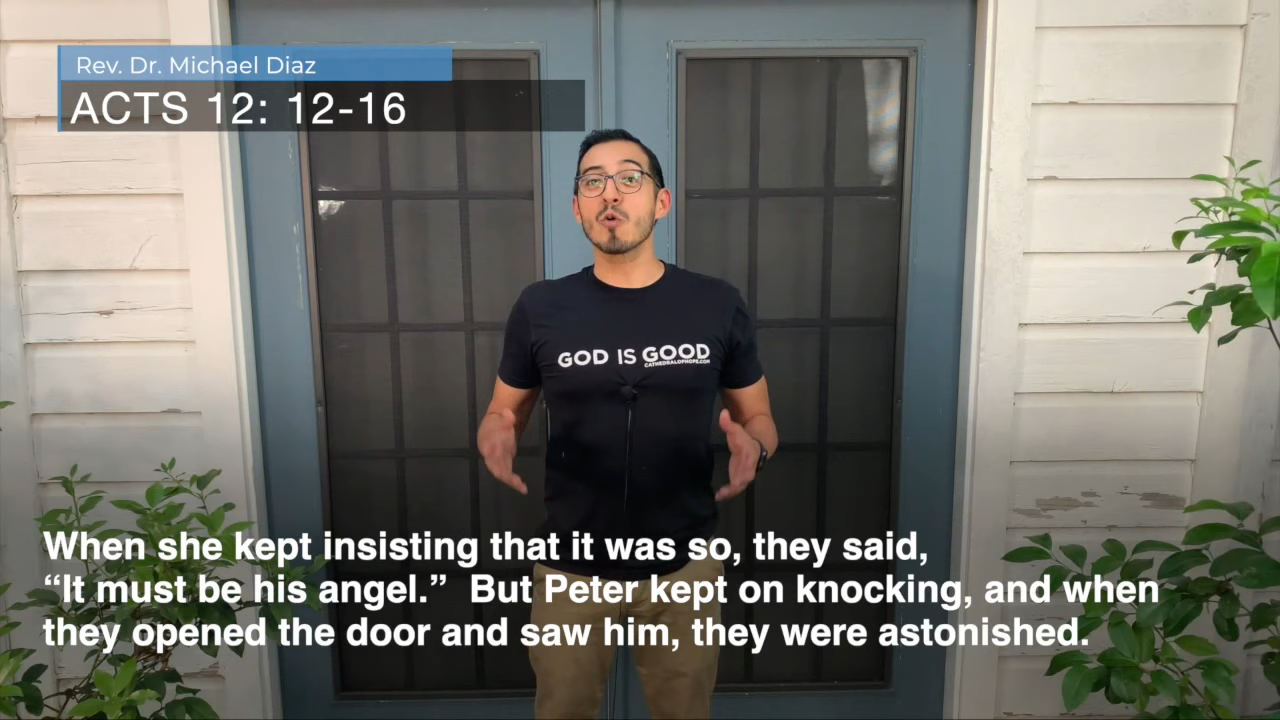 Rev. Dr. Michael Diaz
ACTS 12: 12-16
GOD IS GOOD
CATHEDRALOFHOPE.COM
When she kept insisting that it was so, they said,
“It must be his angel.” But Peter kept on knocking, and when
they opened the door and saw him, they were astonished.